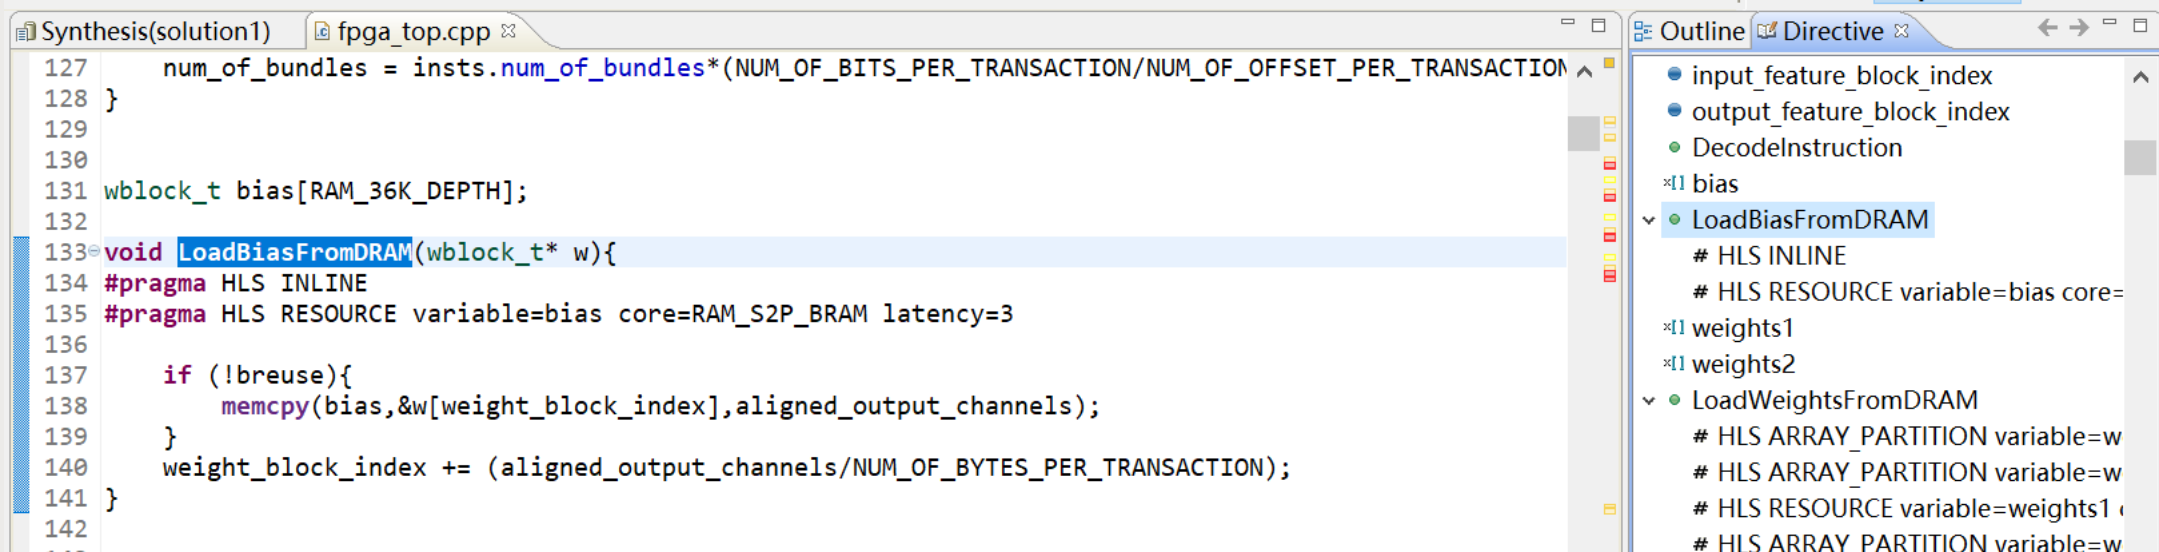 Synthesis(solution1)
fpga_top.cpp
127 num_of_bundles = insts.num_of_bundles*(NUM_OF_BITS_PER_TRANSACTION/NUM_OF_OFFSET_PER_TRANSACTION
128 }
129
130
131 wblock_t bias[RAM_36K_DEPTH];
132
133 void LoadBiasFromDRAM(wblock_t* w){
134 #pragma HLS INLINE
135 #pragma HLS RESOURCE variable=bias core=RAM_S2P_BRAM latency=3
136
137 if (!breuse){
138 memcpy(bias,&w[weight_block_index],aligned_output_channels);
139 }
140 weight_block_index += (aligned_output_channels/NUM_OF_BYTES_PER_TRANSACTION);
141 }
142
Outline
Directive
input_feature_block_index
output_feature_block_index
DecodeInstruction
x[] bias
LoadBiasFromDRAM
# HLS INLINE
# HLS RESOURCE variable=bias core=
x[] weights1
x[] weights2
LoadWeightsFromDRAM
# HLS ARRAY_PARTITION variable=w
# HLS ARRAY_PARTITION variable=w
# HLS RESOURCE variable=weights1
# HLS ARRAY_PARTITION variable=w